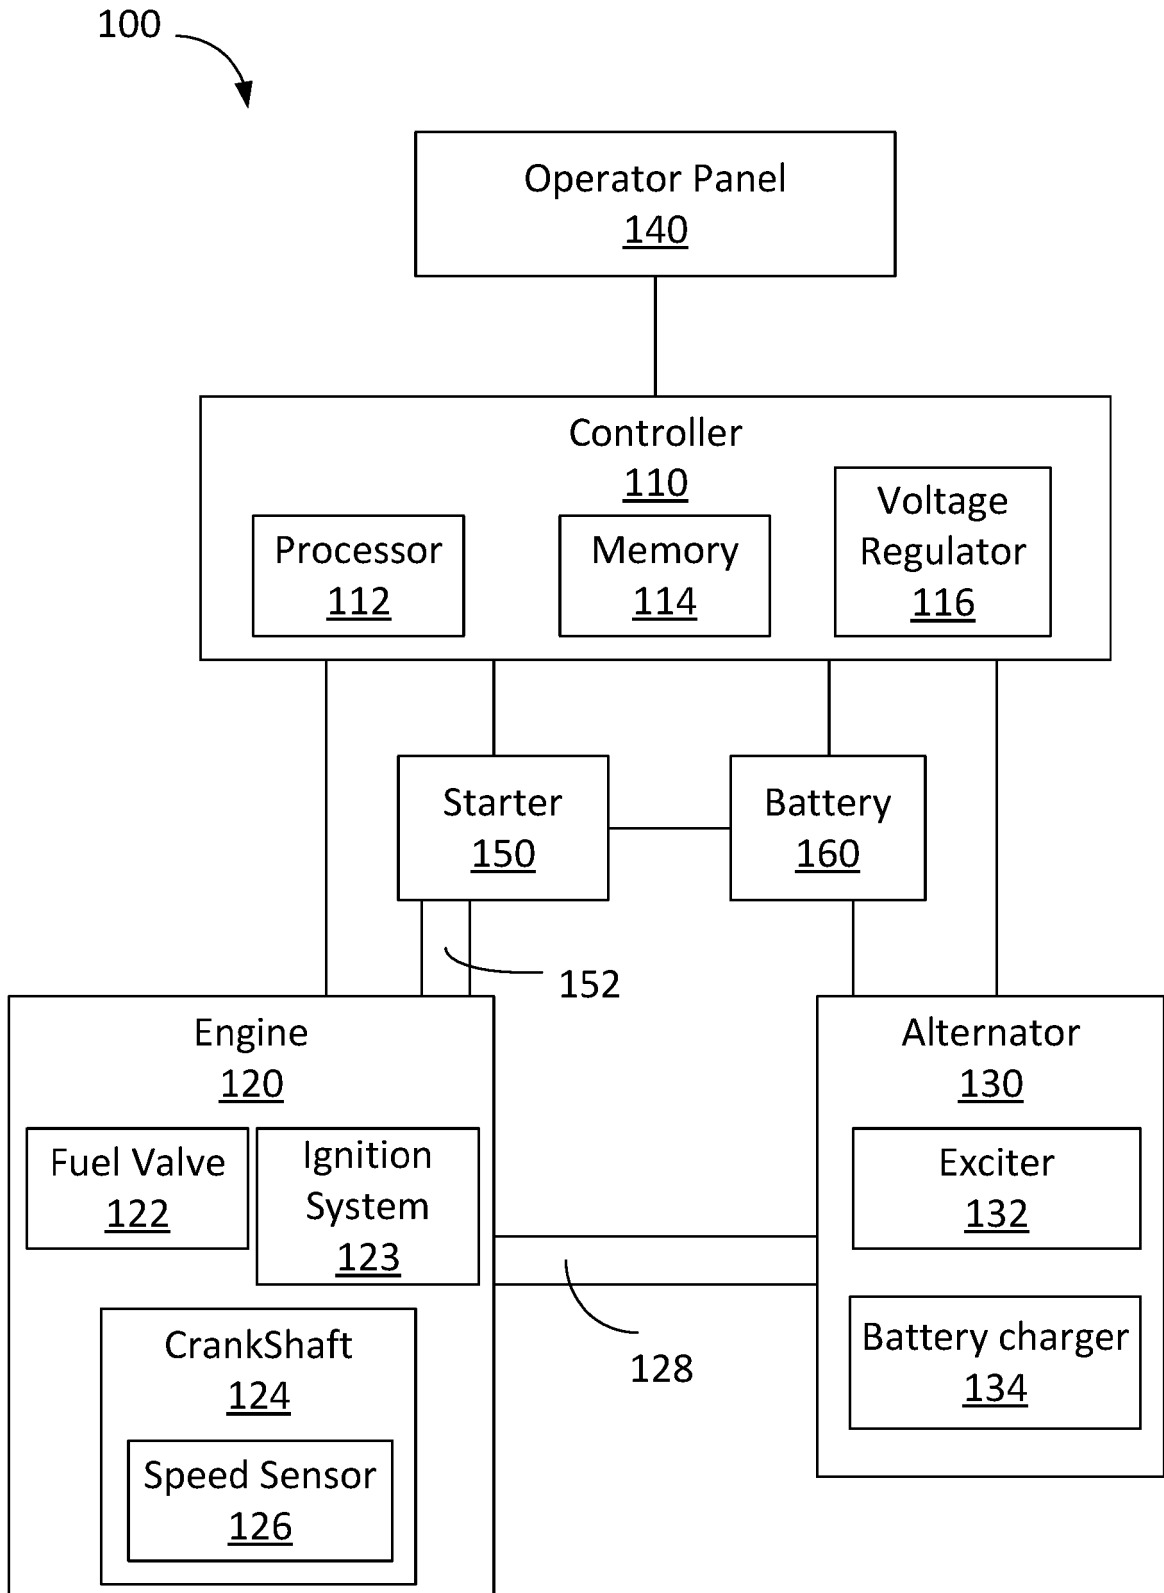 100
Operator Panel
140
Controller
110
Processor
112
Memory
114
Voltage
Regulator
116
Starter
150
Battery
160
152
Engine
120
Fuel Valve
122
Ignition
System
123
CrankShaft
124
Speed Sensor
126
128
Alternator
130
Exciter
132
Battery charger
134